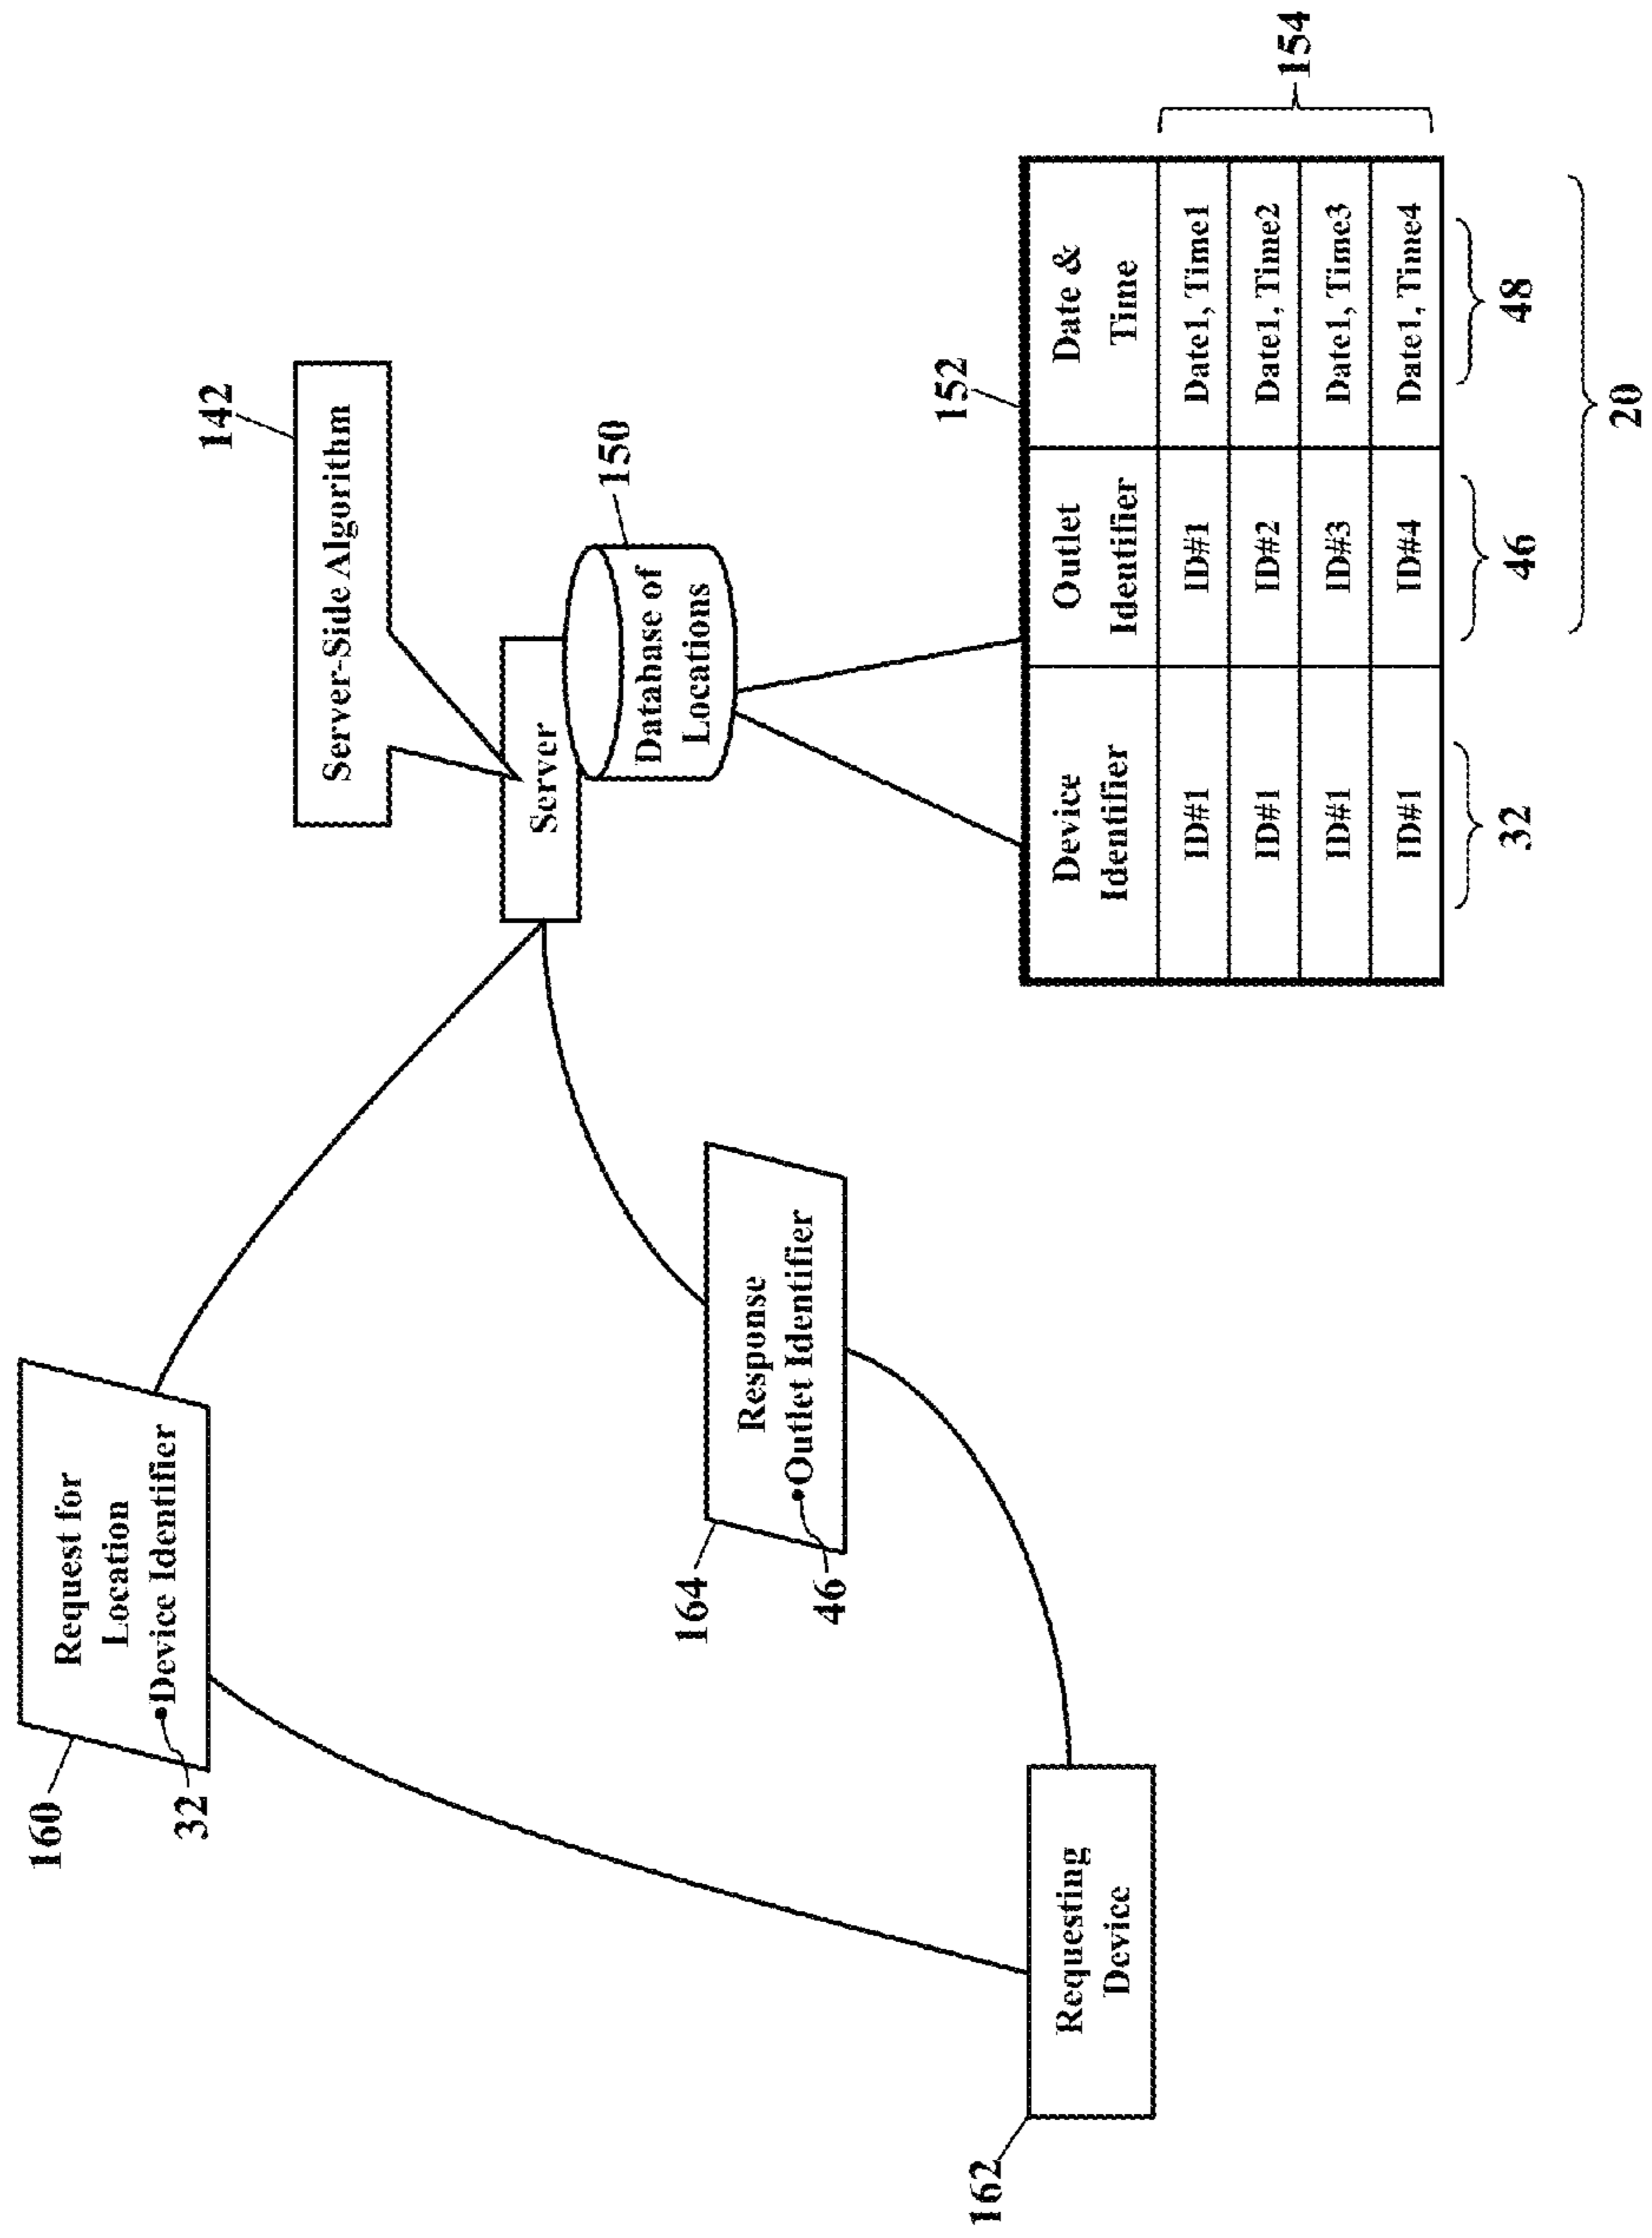 160
Request for
Location
•Device Identifier
32
142
Server-Side Algorithm
Server
150
Database of
Locations
164
Response
•Outlet Identifier
46
162
Requesting
Device
152
Device Identifier
Outlet Identifier
Date & Time
ID#1 ID#1 Date1, Time1
ID#1 ID#2 Date1, Time2
ID#1 ID#3 Date1, Time3
ID#1 ID#4 Date1, Time4
154
32
46
48
20